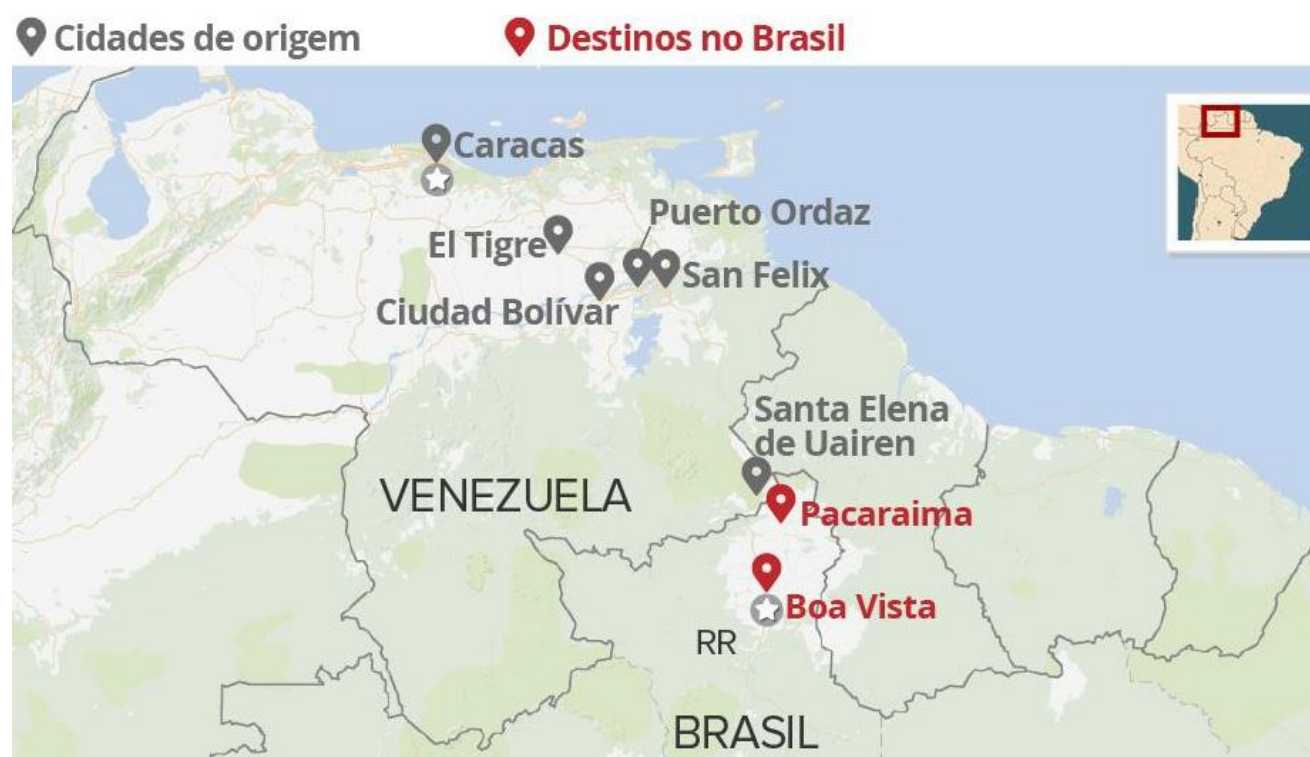 Cidades de origem
Destinos no Brasil
Caracas
Puerto Ordaz
El Tigre
San Felix
Ciudad Bolívar
Santa Elena
de Uairen
VENEZUELA
Pacaraima
Boa Vista
RR
BRASIL